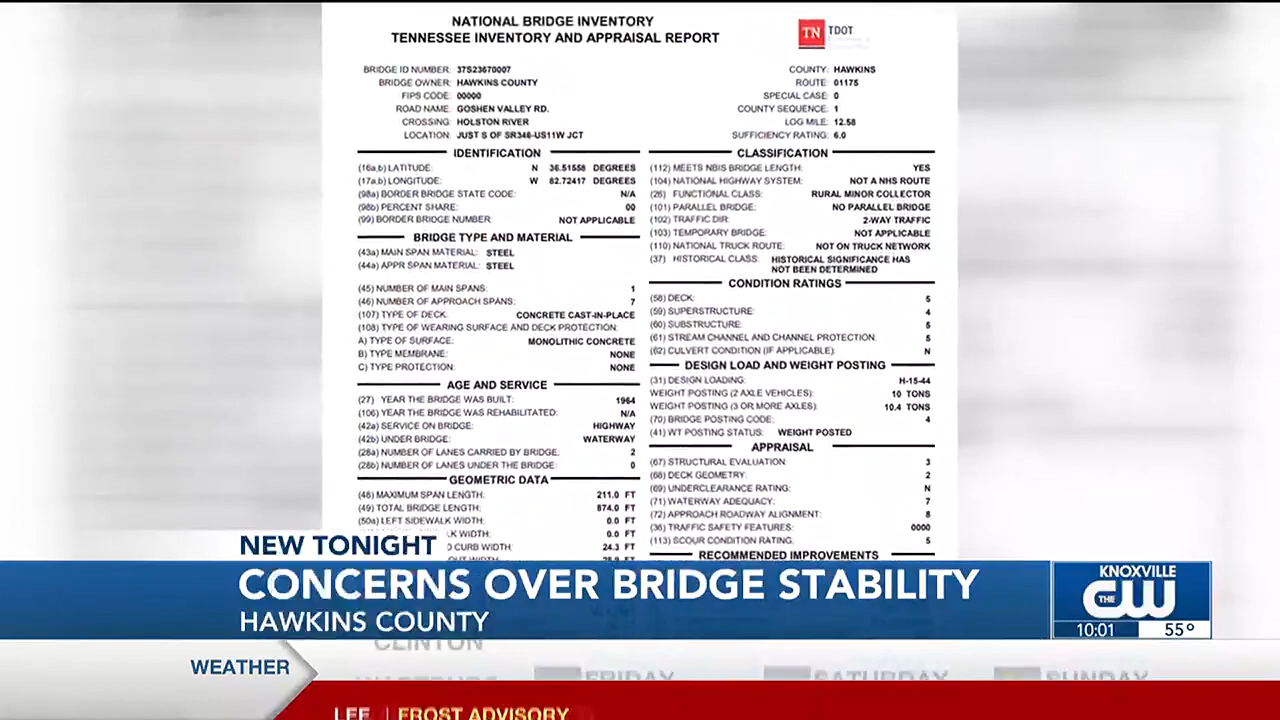 NATIONAL BRIDGE INVENTORY
TENNESSEE INVENTORY AND APPRAISAL REPORT
TN TDOT
BRIDGE ID NUMBER: 37S23670007
BRIDGE OWNER: HAWKINS COUNTY
FIPS CODE: 00000
ROAD NAME: GOSHEN VALLEY RD.
CROSSING: HOLSTON RIVER
LOCATION: JUST S OF SR346-US11W JCT
COUNTY: HAWKINS
ROUTE: 01175
SPECIAL CASE: 0
COUNTY SEQUENCE: 1
LOG MILE: 12.58
SUFFICIENCY RATING: 6.0
IDENTIFICATION
(16a,b) LATITUDE: N 36.51558 DEGREES
(17a,b) LONGITUDE: W 82.72417 DEGREES
(98a) BORDER BRIDGE STATE CODE: N/A
(98b) PERCENT SHARE: 00
(99) BORDER BRIDGE NUMBER: NOT APPLICABLE
BRIDGE TYPE AND MATERIAL
(43a) MAIN SPAN MATERIAL: STEEL
(44a) APPR SPAN MATERIAL: STEEL
(45) NUMBER OF MAIN SPANS: 1
(46) NUMBER OF APPROACH SPANS: 7
(107) TYPE OF DECK: CONCRETE CAST-IN-PLACE
(108) TYPE OF WEARING SURFACE AND DECK PROTECTION:
A) TYPE OF SURFACE: MONOLITHIC CONCRETE
B) TYPE MEMBRANE: NONE
C) TYPE PROTECTION: NONE
AGE AND SERVICE
(27) YEAR THE BRIDGE WAS BUILT: 1964
(106) YEAR THE BRIDGE WAS REHABILITATED: N/A
(42a) SERVICE ON BRIDGE: HIGHWAY
(42b) UNDER BRIDGE: WATERWAY
(28a) NUMBER OF LANES CARRIED BY BRIDGE: 2
(28b) NUMBER OF LANES UNDER THE BRIDGE: 0
GEOMETRIC DATA
(48) MAXIMUM SPAN LENGTH: 211.0 FT
(49) TOTAL BRIDGE LENGTH: 874.0 FT
(50a) LEFT SIDEWALK WIDTH: 0.0 FT
LK WIDTH: 0.0 FT
O CURB WIDTH: 24.3 FT
CLASSIFICATION
(112) MEETS NBIS BRIDGE LENGTH: YES
(104) NATIONAL HIGHWAY SYSTEM: NOT A NHS ROUTE
(26) FUNCTIONAL CLASS: RURAL MINOR COLLECTOR
(101) PARALLEL BRIDGE: NO PARALLEL BRIDGE
(102) TRAFFIC DIR: 2-WAY TRAFFIC
(103) TEMPORARY BRIDGE: NOT APPLICABLE
(110) NATIONAL TRUCK ROUTE: NOT ON TRUCK NETWORK
(37) HISTORICAL CLASS: HISTORICAL SIGNIFICANCE HAS
NOT BEEN DETERMINED
CONDITION RATINGS
(58) DECK: 5
(59) SUPERSTRUCTURE: 4
(60) SUBSTRUCTURE: 5
(61) STREAM CHANNEL AND CHANNEL PROTECTION: 5
(62) CULVERT CONDITION (IF APPLICABLE): N
DESIGN LOAD AND WEIGHT POSTING
(31) DESIGN LOADING: H-15-44
WEIGHT POSTING (2 AXLE VEHICLES): 10 TONS
WEIGHT POSTING (3 OR MORE AXLES): 10.4 TONS
(70) BRIDGE POSTING CODE: 4
(41) WT POSTING STATUS: WEIGHT POSTED
APPRAISAL
(67) STRUCTURAL EVALUATION: 3
(68) DECK GEOMETRY: 2
(69) UNDERCLEARANCE RATING: N
(71) WATERWAY ADEQUACY: 7
(72) APPROACH ROADWAY ALIGNMENT: 8
(36) TRAFFIC SAFETY FEATURES: 0000
(113) SCOUR CONDITION RATING: 5
RECOMMENDED IMPROVEMENTS
NEW TONIGHT
CONCERNS OVER BRIDGE STABILITY
HAWKINS COUNTY
KNOXVILLE
THE CW
10:01 55°
CLINTON
WEATHER
FRIDAY SATURDAY SUNDAY
LEE | FROST ADVISORY